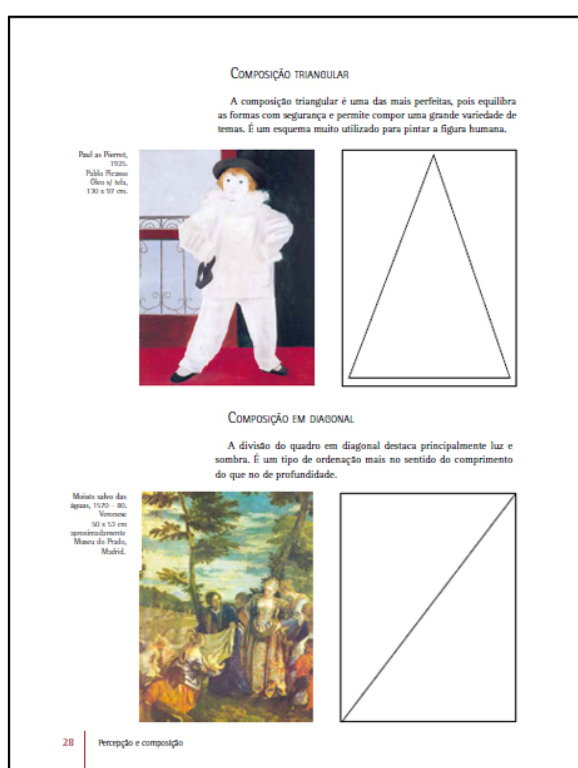 COMPOSIÇÃO TRIANGULAR
A composição triangular é uma das mais perfeitas, pois equilibra
as formas com segurança e permite compor uma grande variedade de
temas. É um esquema muito utilizado para pintar a figura humana.
Paul as Pierrot,
1925.
Pablo Picasso
Óleo s/ tela,
130 x 97 cm.
COMPOSIÇÃO EM DIAGONAL
A divisão do quadro em diagonal destaca principalmente luz e
sombra. É um tipo de ordenação mais no sentido do comprimento
do que no de profundidade.
Moisés salvo das
águas, 1570 - 80.
Veronese
50 x 53 cm
aproximadamente
Museu do Prado,
Madrid.
28 Percepção e composição